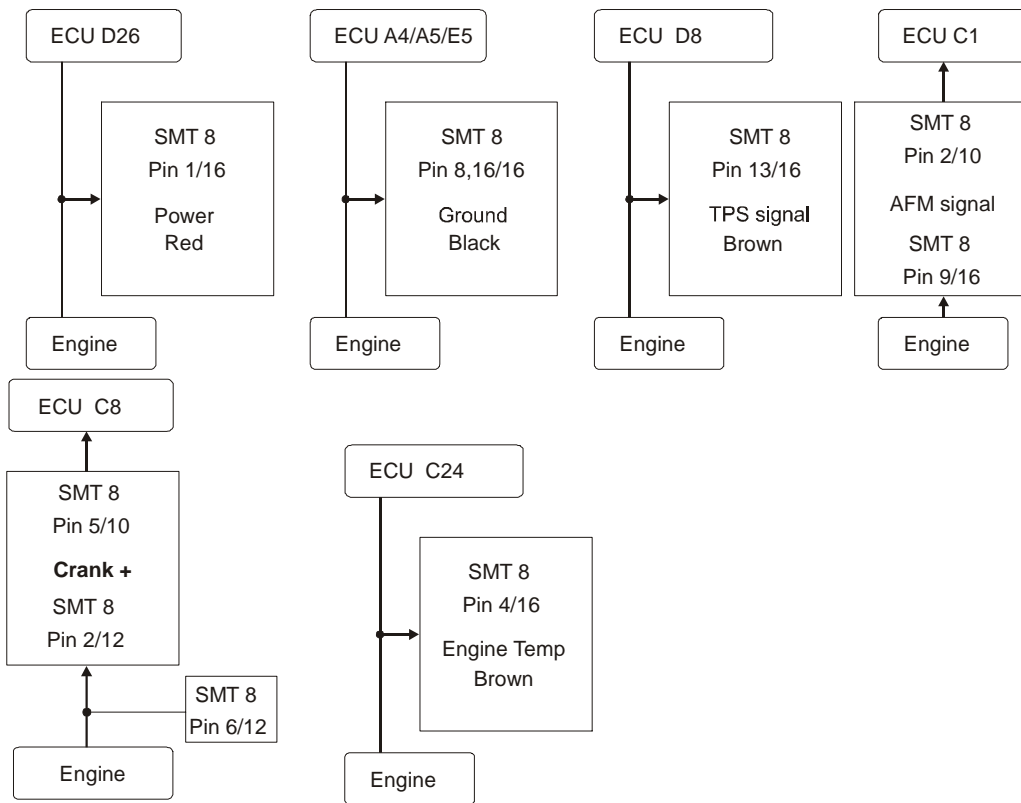 ECU D26
SMT 8
Pin 1/16
Power
Red
Engine
ECU A4/A5/E5
SMT 8
Pin 8,16/16
Ground
Black
Engine
ECU D8
SMT 8
Pin 13/16
TPS signal
Brown
Engine
ECU C1
SMT 8
Pin 2/10
AFM signal
SMT 8
Pin 9/16
Engine
ECU C8
SMT 8
Pin 5/10
Crank +
SMT 8
Pin 2/12
SMT 8
Pin 6/12
Engine
ECU C24
SMT 8
Pin 4/16
Engine Temp
Brown
Engine